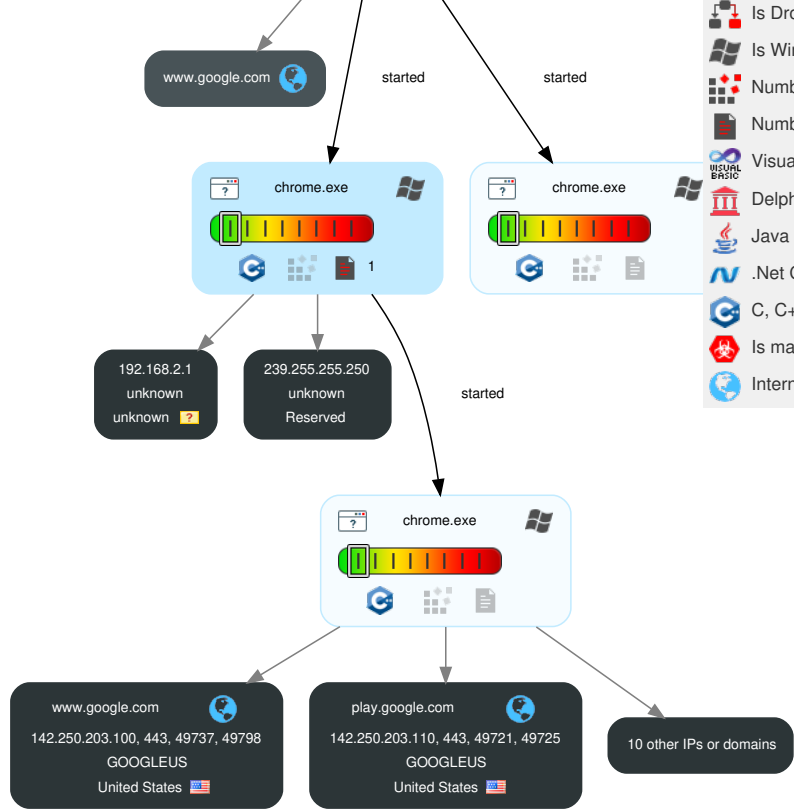 Is Dro
www.google.com
started
started
Is Wi
Numb
Numb
chrome.exe
chrome.exe
VISUAL
BASIC
Visua
Delph
Java
1
.Net C
C, C+
Is ma
192.168.2.1
unknown
unknown
239.255.255.250
unknown
Reserved
started
Intern
chrome.exe
www.google.com
142.250.203.100, 443, 49737, 49798
GOOGLEUS
United States
play.google.com
142.250.203.110, 443, 49721, 49725
GOOGLEUS
United States
10 other IPs or domains